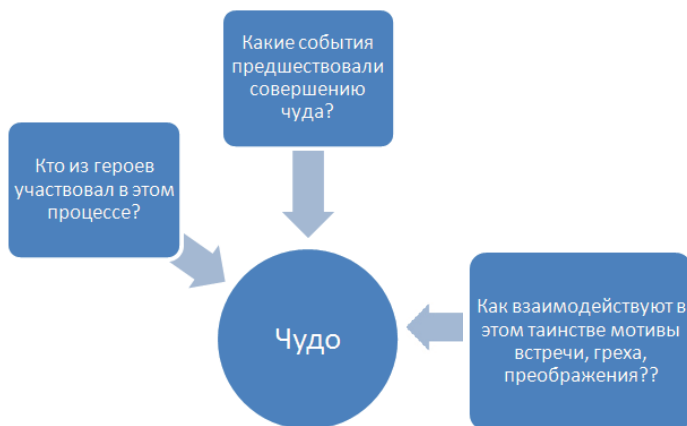 Какие события
предшествовали
совершению
чуда?
Кто из героев
участвовал в этом
процессе?
Чудо
Как взаимодействуют в
этом таинстве мотивы
встречи, греха,
преображения??